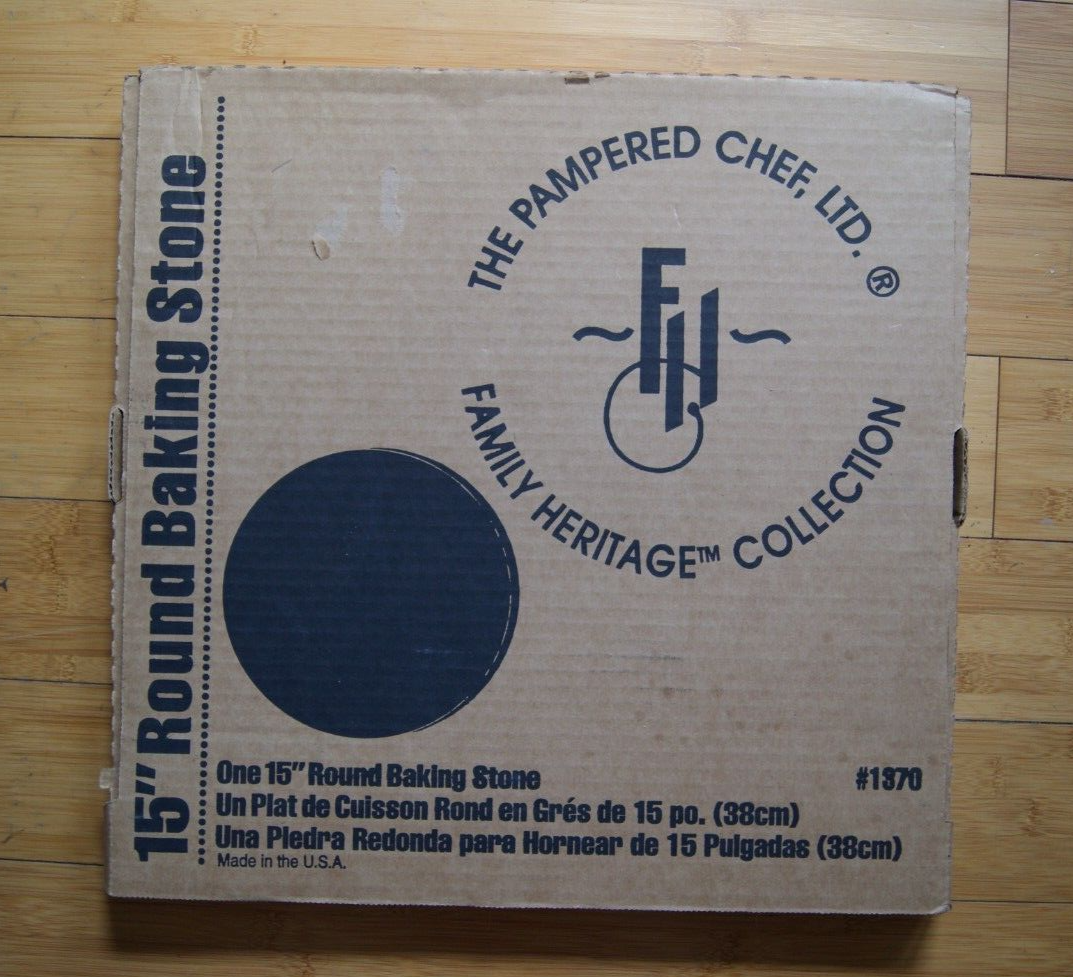 15" Round Baking Stone
THE PAMPERED CHEF, LTD. ®
FH
FAMILY HERITAGE™ COLLECTION
One 15" Round Baking Stone
#1370
Un Plat de Cuisson Rond en Grés de 15 po. (38cm)
Una Piedra Redonda para Hornear de 15 Pulgadas (38cm)
Made in the U.S.A.